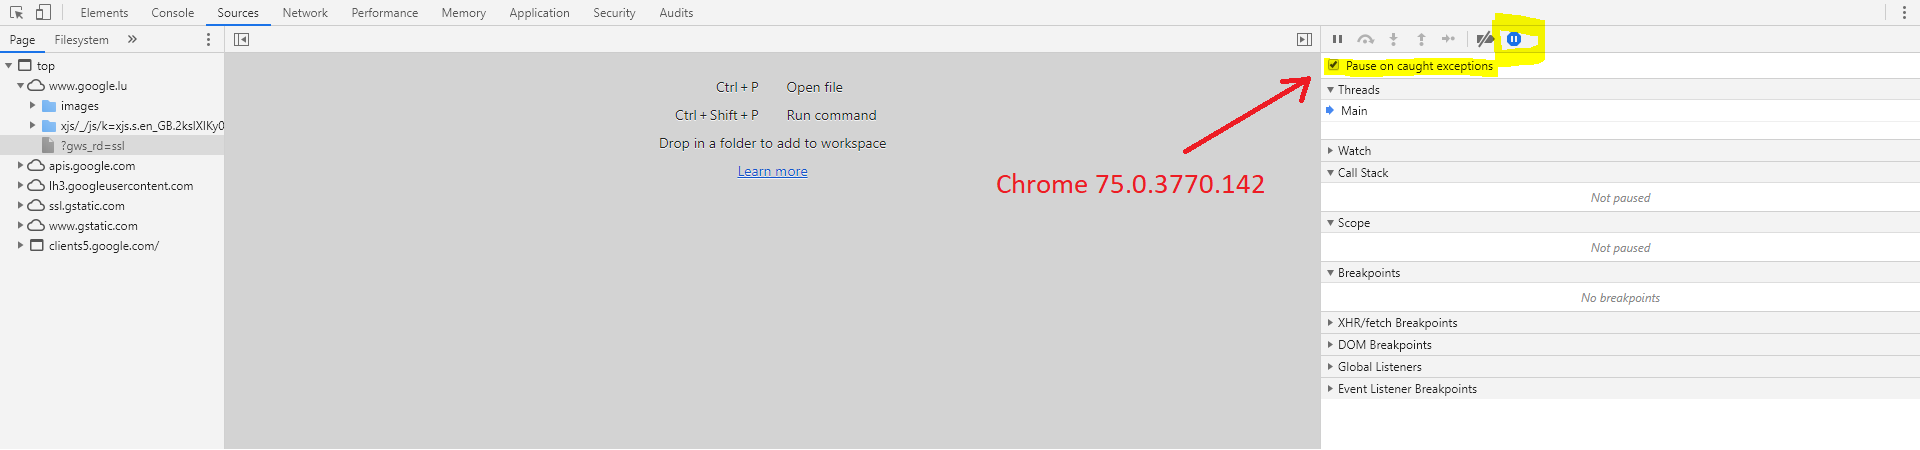 Elements Console Sources Network Performance Memory Application Security Audits
Page Filesystem »
top
www.google.lu
images
xjs/_/js/k=xjs.s.en_GB.2kslXIKy0
?gws_rd=ssl
apis.google.com
lh3.googleusercontent.com
ssl.gstatic.com
www.gstatic.com
clients5.google.com/
Ctrl + P Open file
Ctrl + Shift + P Run command
Drop in a folder to add to workspace
Learn more
Chrome 75.0.3770.142
Pause on caught exceptions
Threads
Main
Watch
Call Stack
Not paused
Scope
Not paused
Breakpoints
No breakpoints
XHR/fetch Breakpoints
DOM Breakpoints
Global Listeners
Event Listener Breakpoints